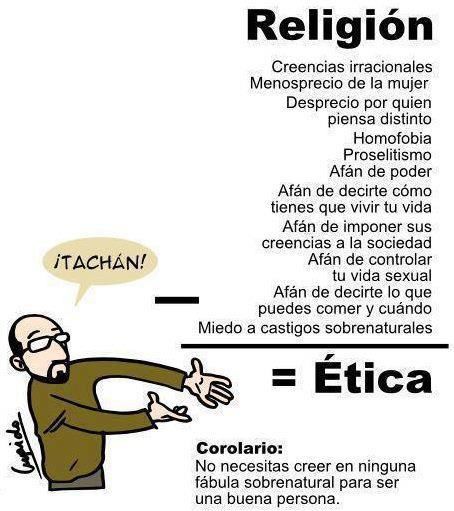 Religión
Creencias irracionales
Menosprecio de la mujer
Desprecio por quien
piensa distinto
Homofobia
Proselitismo
Afán de poder
Afán de decirte cómo
tienes que vivir tu vida
Afán de imponer sus
creencias a la sociedad
Afán de controlar
tu vida sexual
Afán de decirte lo que
puedes comer y cuándo
Miedo a castigos sobrenaturales
¡TACHÁN!
= Ética
Corolario:
No necesitas creer en ninguna
fábula sobrenatural para ser
una buena persona.